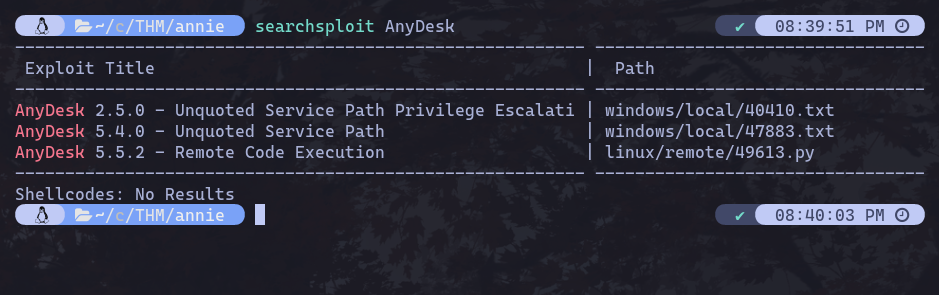 ~/c/THM/annie searchsploit AnyDesk ✔ 08:39:51 PM
---------------------------------------------------------- ---------------------------------
Exploit Title | Path
---------------------------------------------------------- ---------------------------------
AnyDesk 2.5.0 - Unquoted Service Path Privilege Escalati | windows/local/40410.txt
AnyDesk 5.4.0 - Unquoted Service Path | windows/local/47883.txt
AnyDesk 5.5.2 - Remote Code Execution | linux/remote/49613.py
---------------------------------------------------------- ---------------------------------
Shellcodes: No Results
~/c/THM/annie ✔ 08:40:03 PM